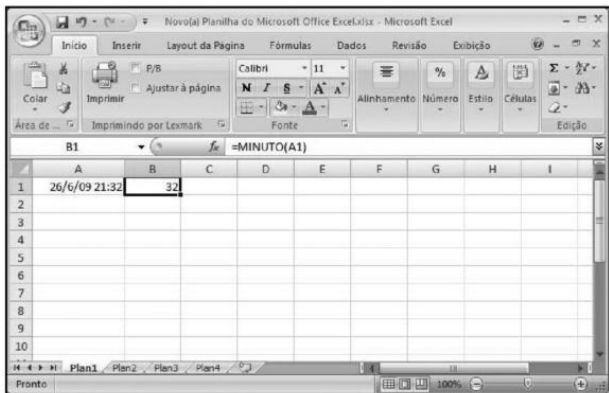 Novo(a) Planilha do Microsoft Office Excel.xlsx - Microsoft Excel
Início Inserir Layout da Página Fórmulas Dados Revisão Exibição
Colar
Imprimir
P/B
Ajustar à página
Calibri 11
N I S A A
A
Alinhamento
%
Número
Estilo
Células
Σ
Área de ...
Imprimindo por Lexmark
Fonte
Edição
B1 fx =MINUTO(A1)
A B C D E F G H I
1 26/6/09 21:32 32
2
3
4
5
6
7
8
9
10
Plan1 Plan2 Plan3 Plan4
Pronto 100%